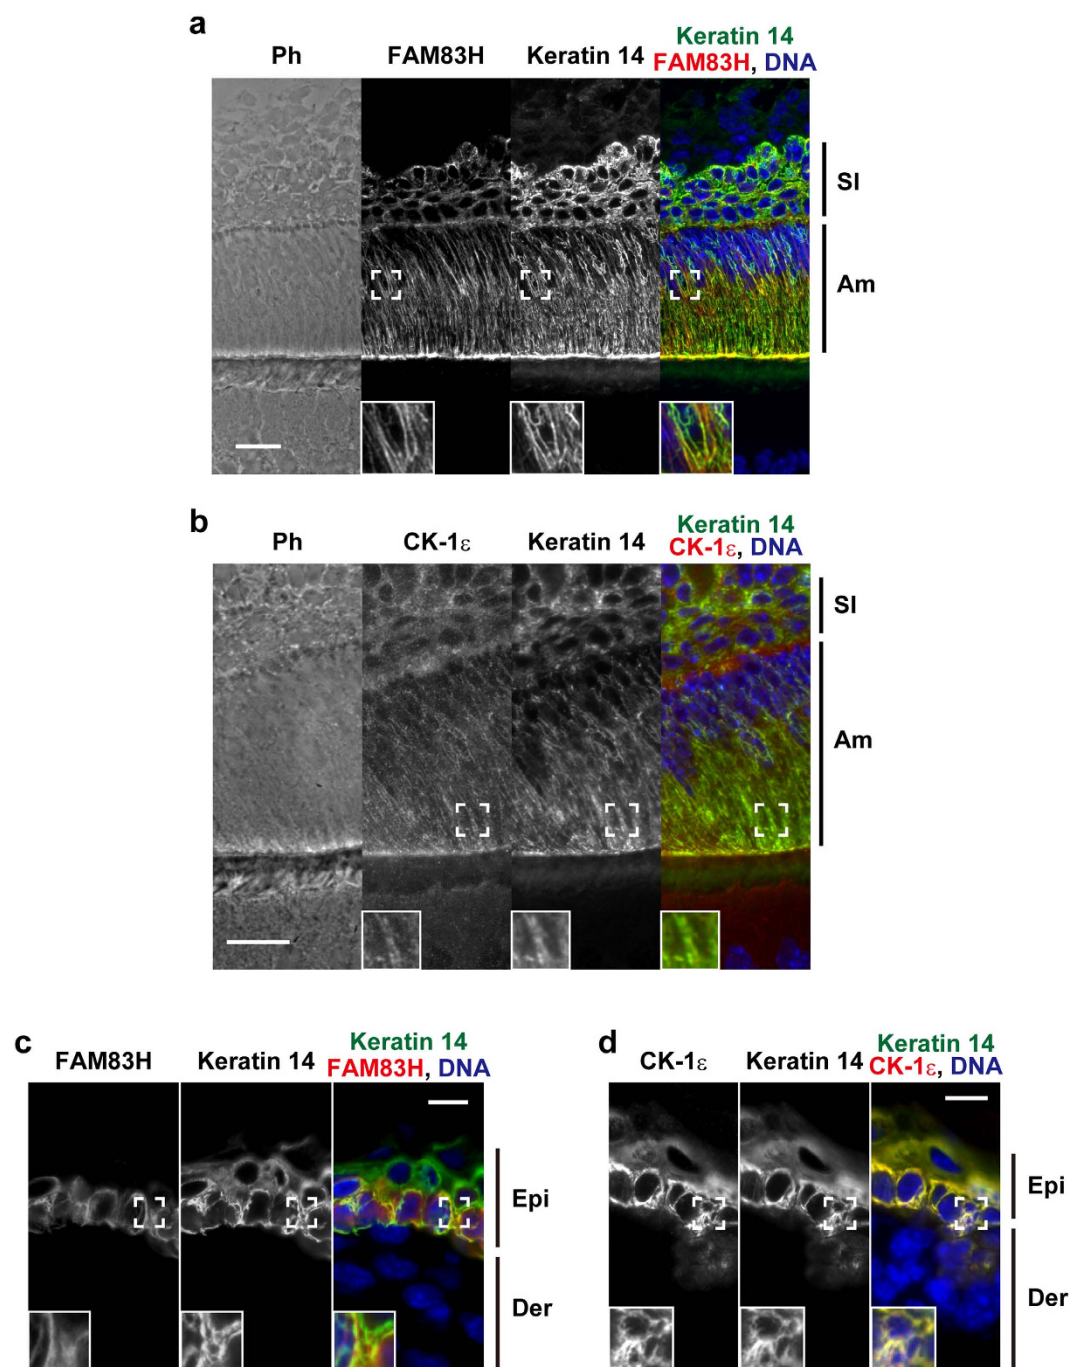 a
Ph FAM83H Keratin 14 Keratin 14
FAM83H, DNA
SI
Am
b
Ph CK-1ε Keratin 14 Keratin 14
CK-1ε, DNA
SI
Am
c
FAM83H Keratin 14 Keratin 14
FAM83H, DNA
Epi
Der
d
CK-1ε Keratin 14 Keratin 14
CK-1ε, DNA
Epi
Der